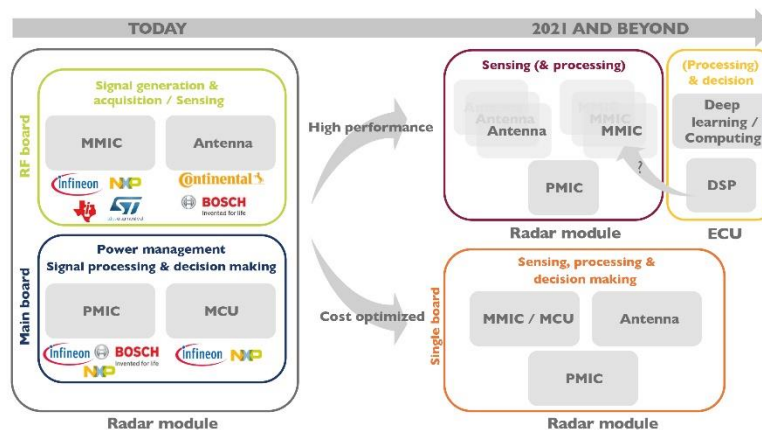 TODAY
2021 AND BEYOND
RF board
Signal generation &
acquisition / Sensing
MMIC
Antenna
infineon
NXP
Continental
ST
BOSCH
Invented for life
Main board
Power management
Signal processing & decision making
PMIC
MCU
infineon
BOSCH
Invented for life
NXP
infineon
NXP
Radar module
High performance
Cost optimized
Sensing (& processing)
Antenna
Antenna
MMIC
MMIC
PMIC
?
Radar module
(Processing)
& decision
Deep
learning /
Computing
DSP
ECU
Single board
Sensing, processing &
decision making
MMIC / MCU
Antenna
PMIC
Radar module